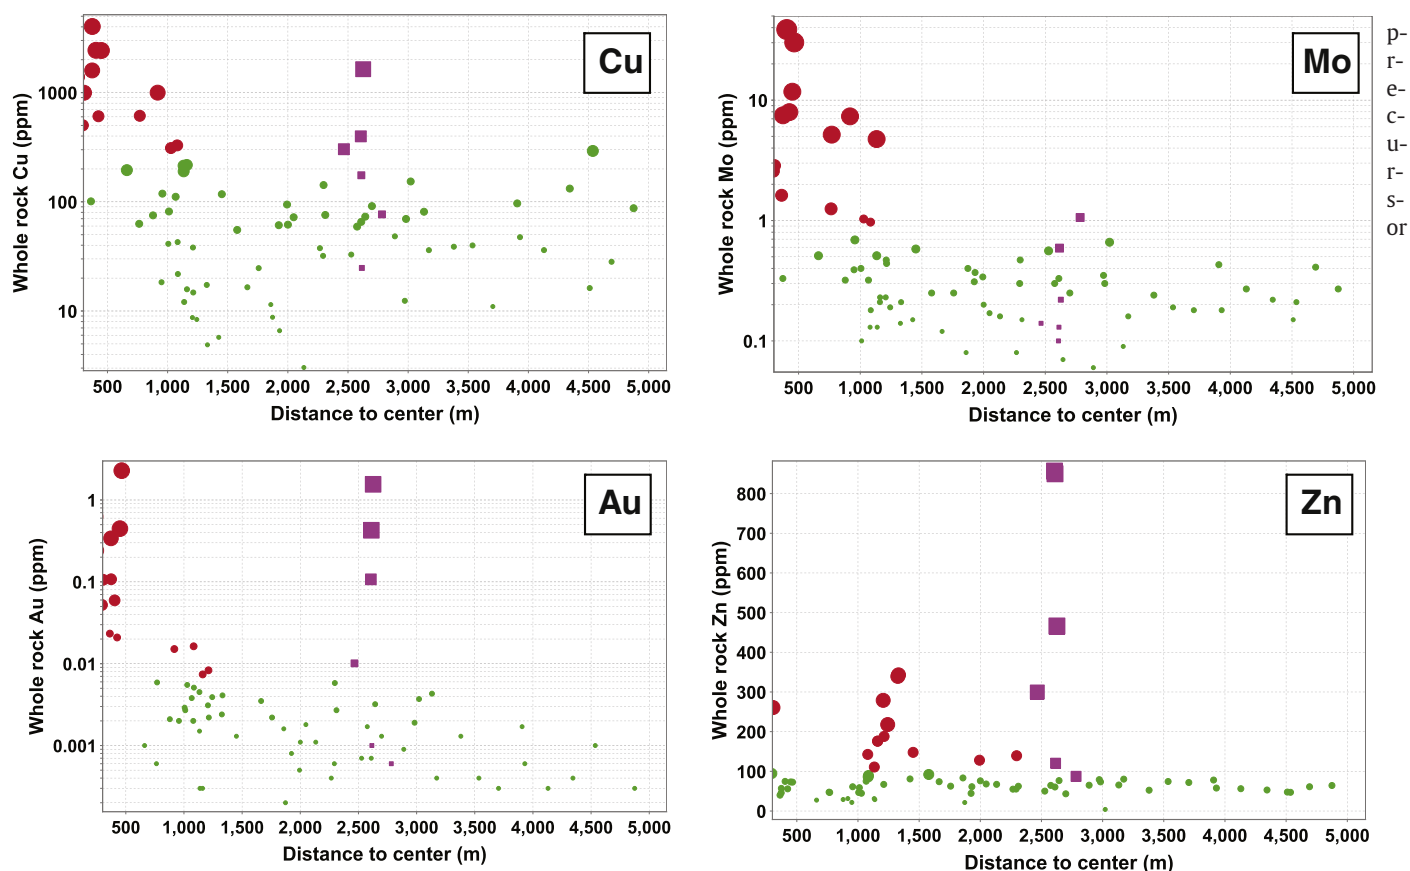 Cu
Whole rock Cu (ppm)
1000
100
10
500 1,000 1,500 2,000 2,500 3,000 3,500 4,000 4,500 5,000
Distance to center (m)
Mo
Whole rock Mo (ppm)
10
1
0.1
500 1,000 1,500 2,000 2,500 3,000 3,500 4,000 4,500 5,000
Distance to center (m)
p-
r-
e-
c-
u-
r-
s-
or
Au
Whole rock Au (ppm)
1
0.1
0.01
0.001
500 1,000 1,500 2,000 2,500 3,000 3,500 4,000 4,500 5,000
Distance to center (m)
Zn
Whole rock Zn (ppm)
800
700
600
500
400
300
200
100
0
500 1,000 1,500 2,000 2,500 3,000 3,500 4,000 4,500 5,000
Distance to center (m)